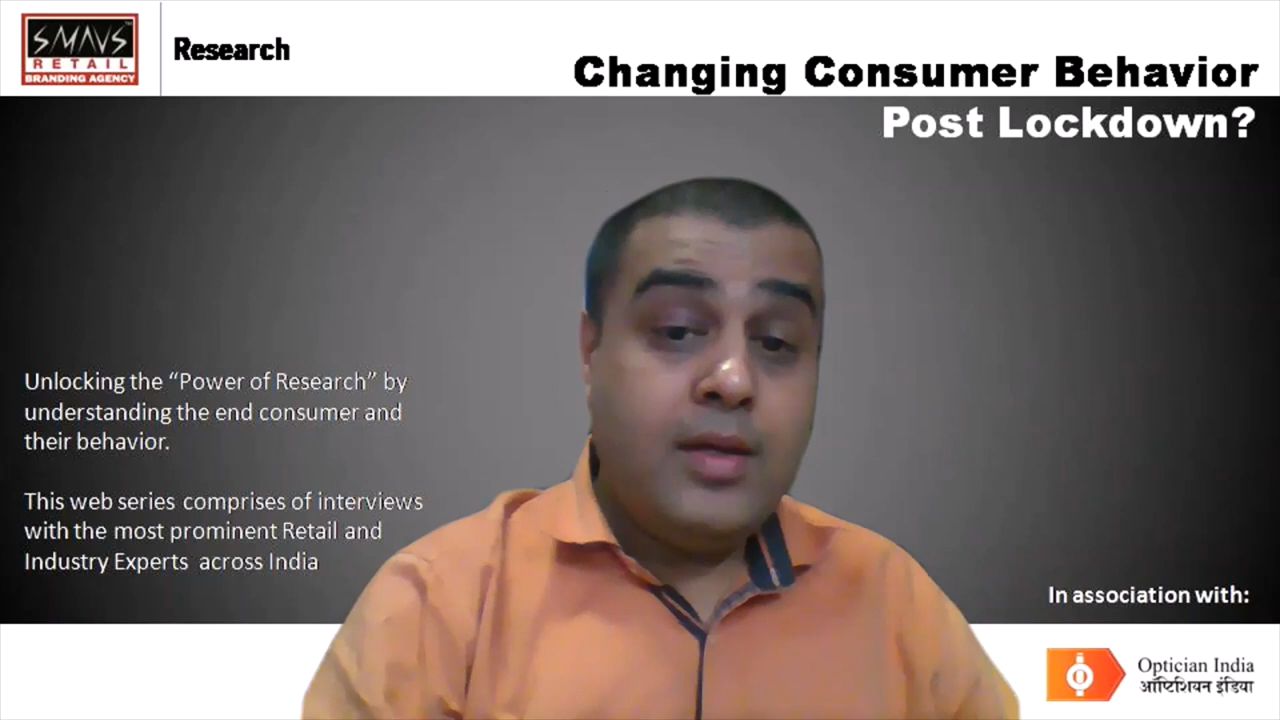 SMAVS
RETAIL
BRANDING AGENCY
Research
Changing Consumer Behavior
Post Lockdown?
Unlocking the “Power of Research” by
understanding the end consumer and
their behavior.
This web series comprises of interviews
with the most prominent Retail and
Industry Experts across India
In association with:
Optician India
ऑप्टिशियन इंडिया